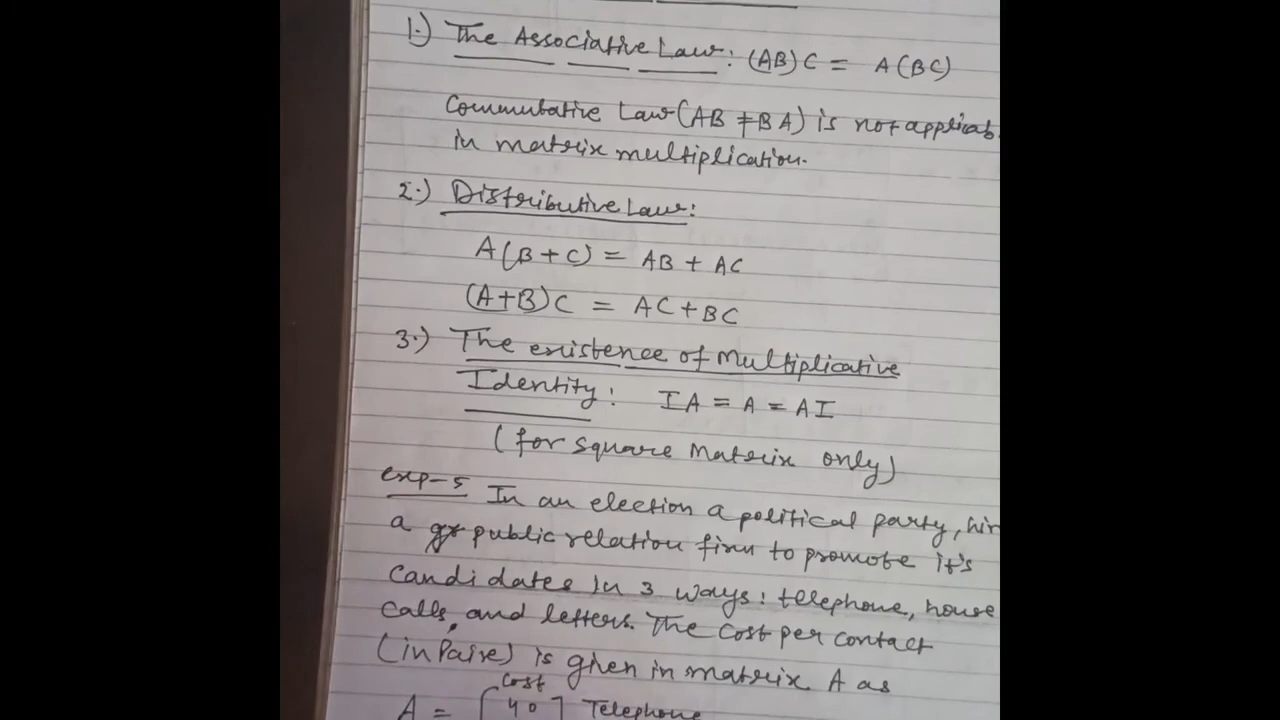 1.) The Associative Law: (AB)C = A(BC)
Commutative Law (AB ≠ BA) is not applicab
in matrix multiplication.
2.) Distributive Law:
A(B+C) = AB + AC
(A+B)C = AC + BC
3.) The existence of Multiplicative
Identity: IA = A = AI
(for square Matrix only)
exp-5 In an election a political party, hir
a public relation firm to promote it's
candidates in 3 ways: telephone, house
calls, and letters. The cost per contact
(in Paise) is given in matrix A as
cost
A = [40] Telephone